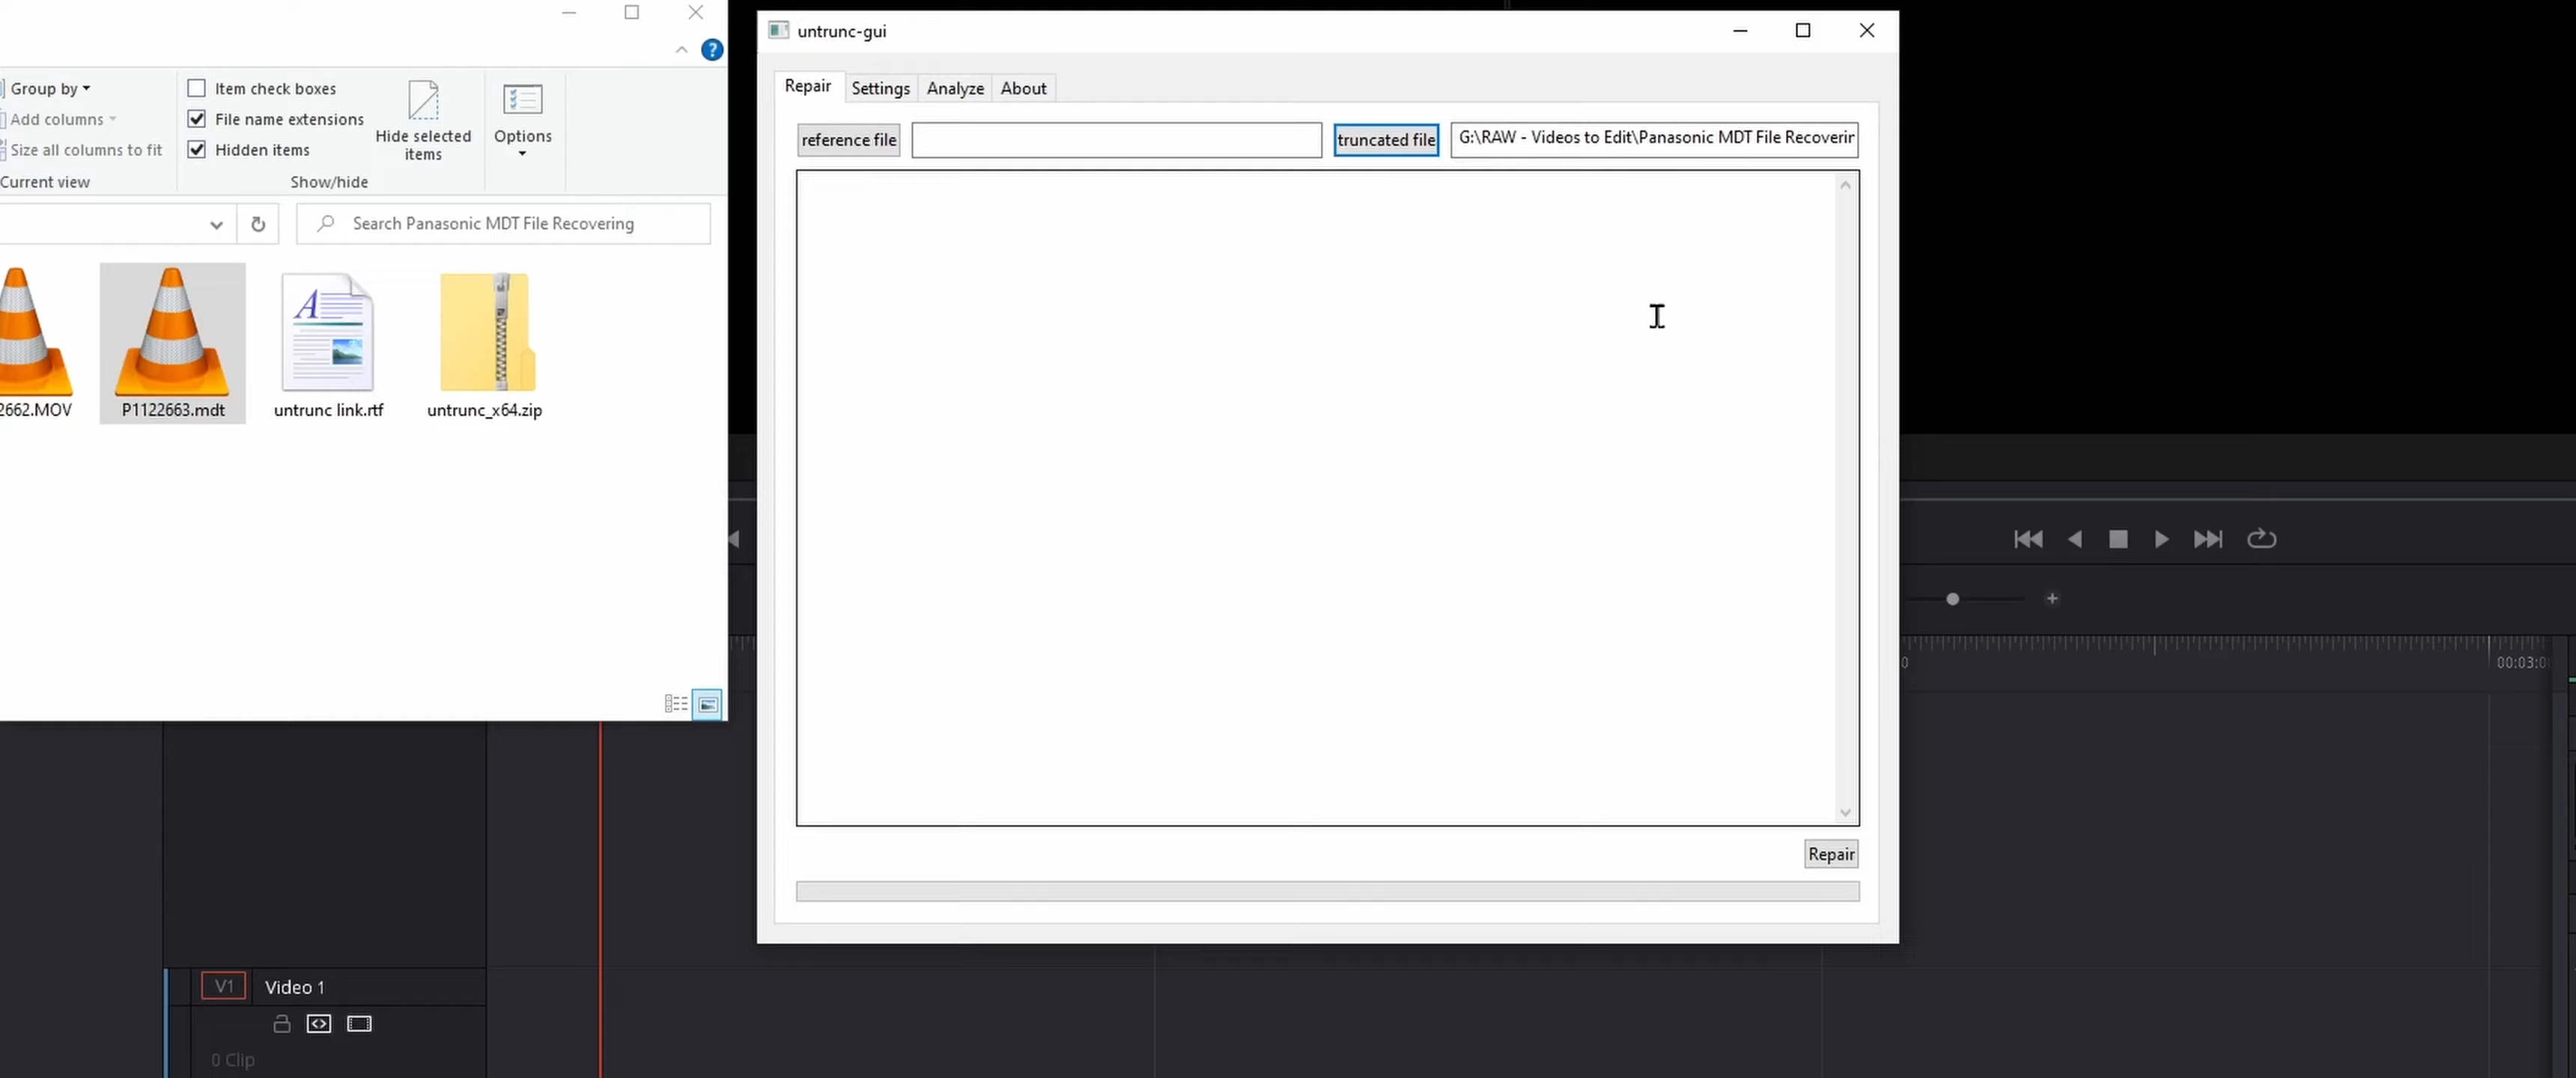 untrunc-gui
Group by
Item check boxes
Add columns
File name extensions
Size all columns to fit
Hidden items
Hide selected
items
Options
Current view
Show/hide
Search Panasonic MDT File Recovering
2662.MOV
P1122663.mdt
untrunc link.rtf
untrunc_x64.zip
Repair
Settings
Analyze
About
reference file
truncated file
G:\RAW - Videos to Edit\Panasonic MDT File Recoverin
Repair
00:03:0
V1
Video 1
0 Clip